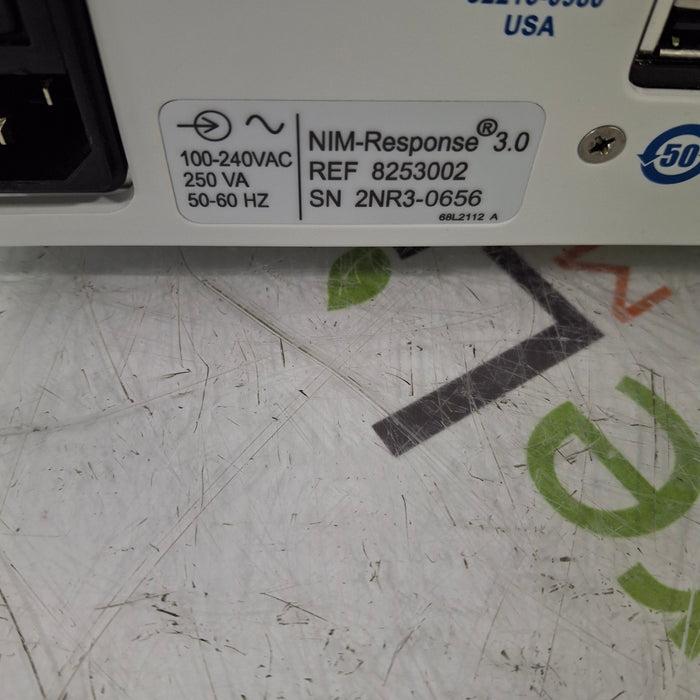 USA
NIM-Response® 3.0
REF 8253002
SN 2NR3-0656
68L2112 A
100-240VAC
250 VA
50-60 HZ
50